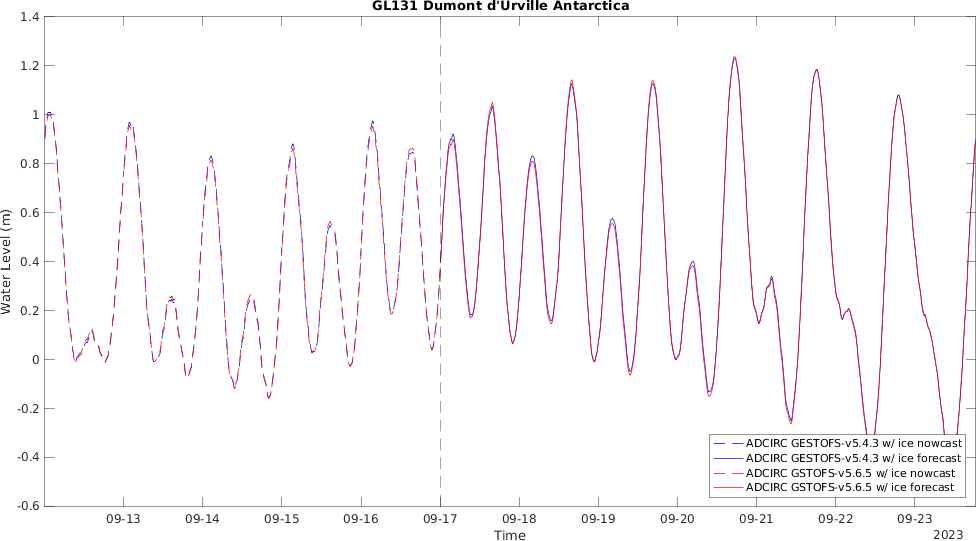 GL131 Dumont d'Urville Antarctica
1.4
1.2
1
0.8
0.6
0.4
0.2
0
-0.2
-0.4
-0.6
Water Level (m)
09-13 09-14 09-15 09-16 09-17 09-18 09-19 09-20 09-21 09-22 09-23
Time
2023
ADCIRC GESTOFS-v5.4.3 w/ ice nowcast
ADCIRC GESTOFS-v5.4.3 w/ ice forecast
ADCIRC GSTOFS-v5.6.5 w/ ice nowcast
ADCIRC GSTOFS-v5.6.5 w/ ice forecast